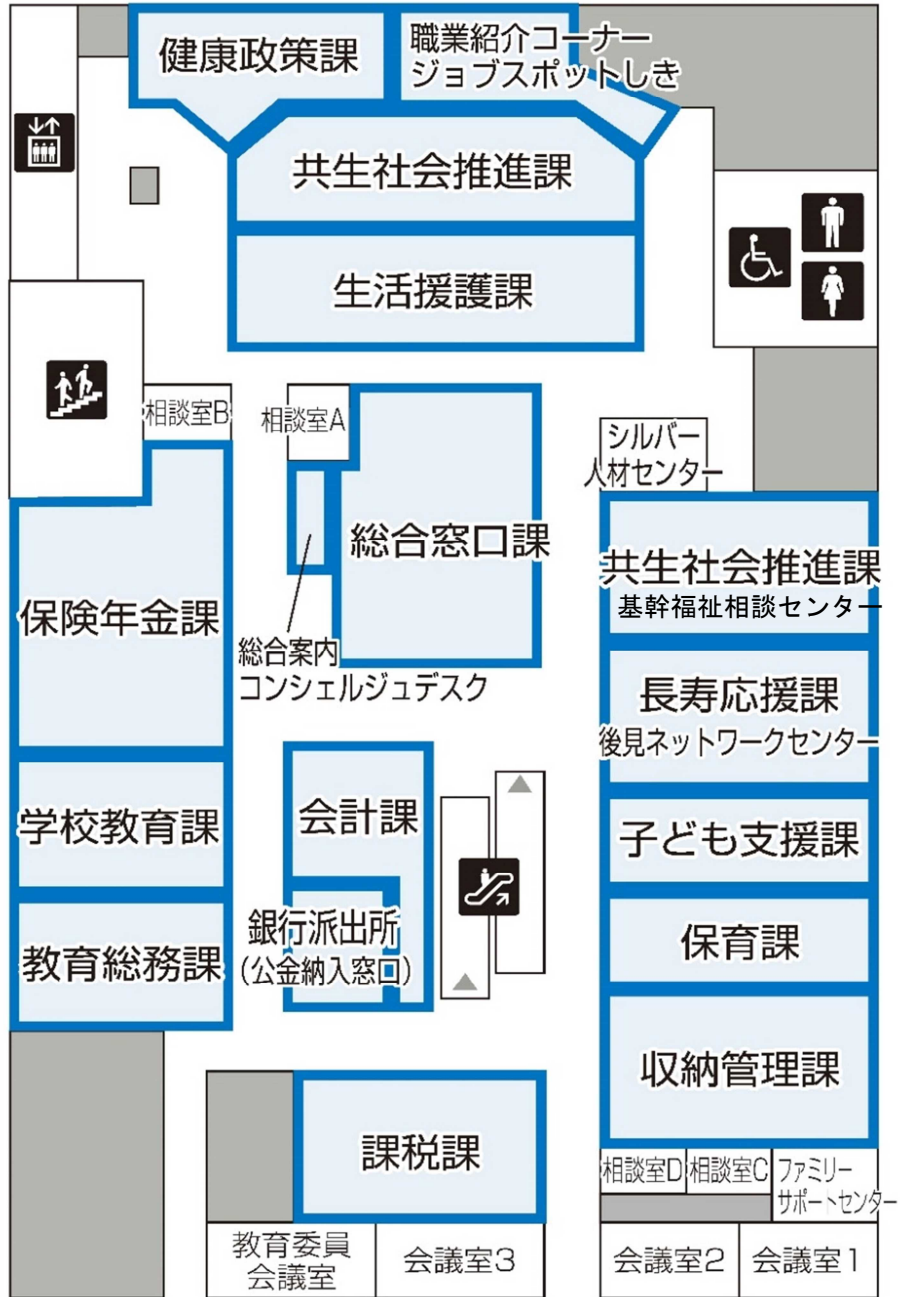 健康政策課
職業紹介コーナー
ジョブスポットしき
共生社会推進課
生活援護課
相談室B
相談室A
シルバー
人材センター
総合窓口課
共生社会推進課
基幹福祉相談センター
保険年金課
総合案内
コンシェルジュデスク
長寿応援課
後見ネットワークセンター
学校教育課
会計課
子ども支援課
教育総務課
銀行派出所
(公金納入窓口)
保育課
収納管理課
課税課
相談室D
相談室C
ファミリー
サポートセンター
教育委員
会議室
会議室3
会議室2
会議室1